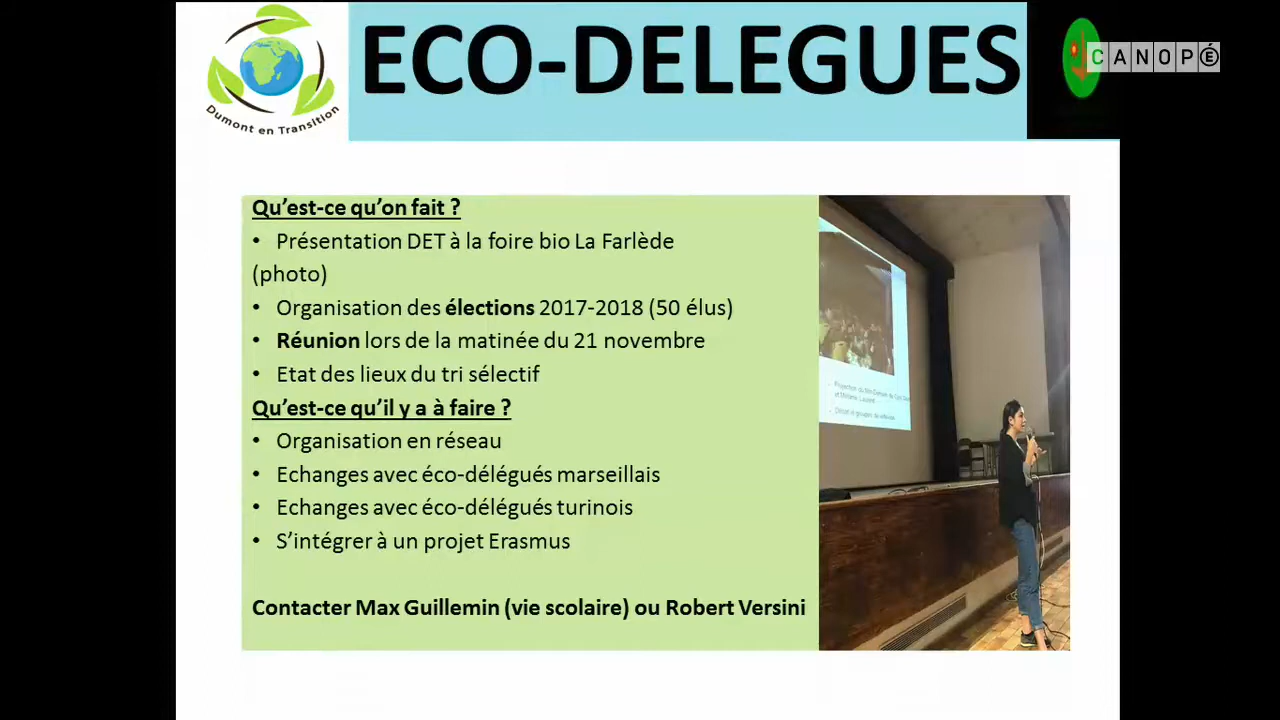 ECO-DELEGUES
CANOPÉ
Dumont en Transition
Qu'est-ce qu'on fait ?
• Présentation DET à la foire bio La Farlède
(photo)
• Organisation des élections 2017-2018 (50 élus)
• Réunion lors de la matinée du 21 novembre
• Etat des lieux du tri sélectif
Qu'est-ce qu'il y a à faire ?
• Organisation en réseau
• Echanges avec éco-délégués marseillais
• Echanges avec éco-délégués turinois
• S'intégrer à un projet Erasmus
Contacter Max Guillemin (vie scolaire) ou Robert Versini